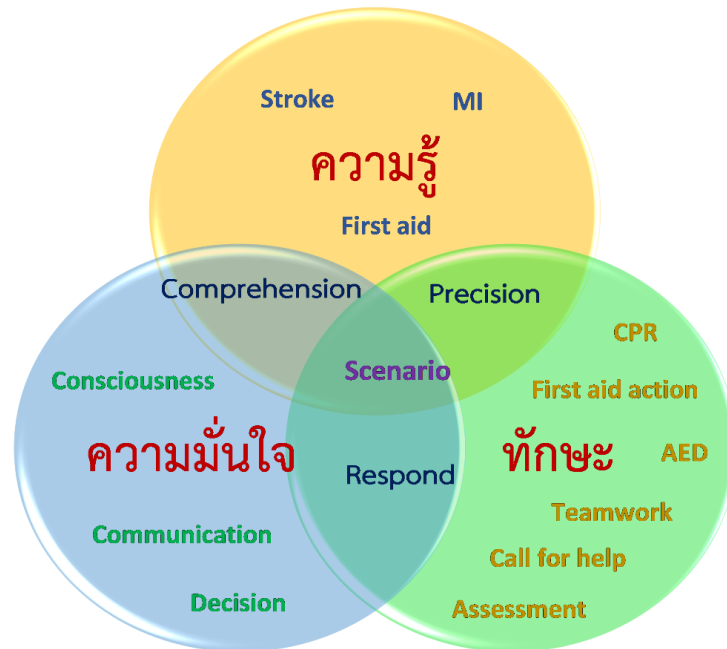 Stroke
MI
ความรู้
First aid
Comprehension
Precision
CPR
Scenario
Consciousness
First aid action
ความมั่นใจ
ทักษะ
AED
Respond
Teamwork
Communication
Call for help
Decision
Assessment